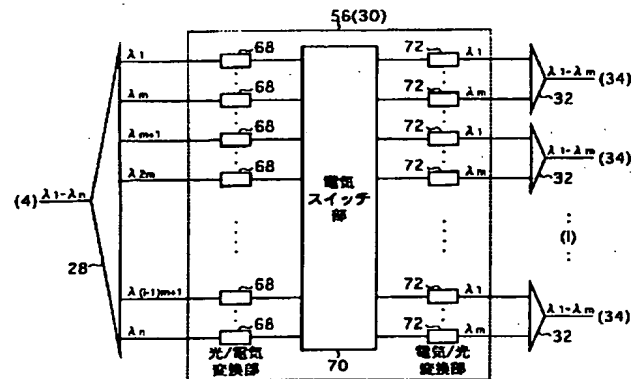 56(30)
68
72
λ1
λ1
λ1-λm
(34)
32
68
72
λm
λm
68
72
λm+1
λ1
λ1-λm
(34)
32
68
72
λ2m
λm
(4)
λ1-λn
電気
スイッチ
部
28
(i)
68
72
λ(i-1)m+1
λ1
λ1-λm
(34)
32
68
72
λn
λm
光/電気
変換部
70
電気/光
変換部